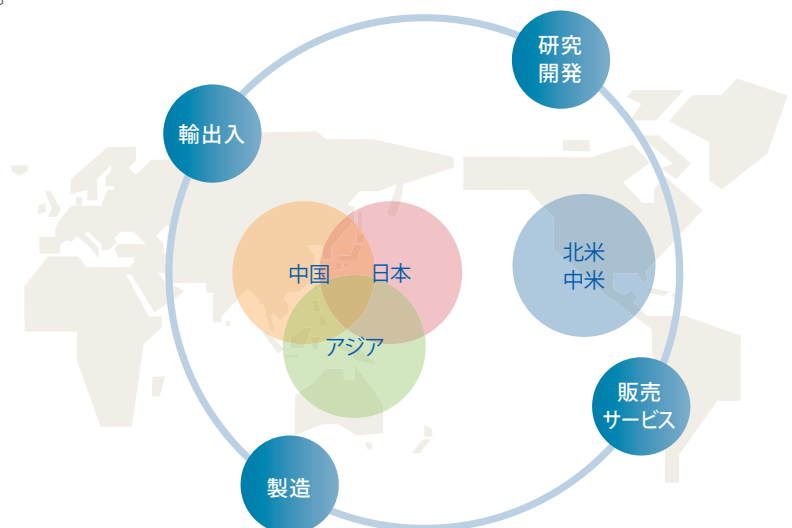 研究
開発
輸出入
北米
中米
中国
日本
アジア
販売
サービス
製造